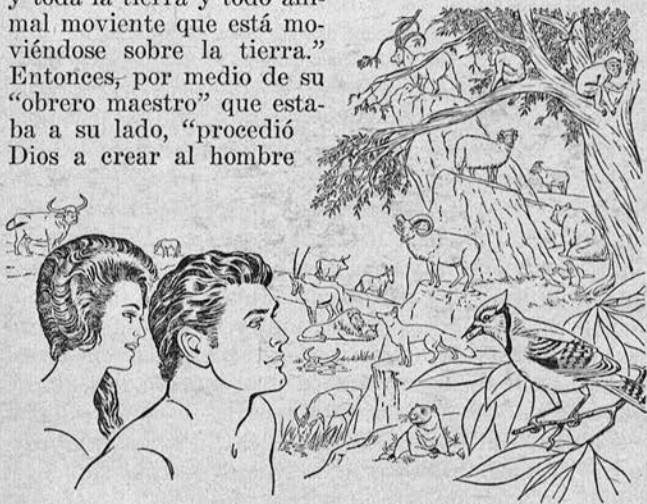 y toda la tierra y todo ani-
mal moviente que está mo-
viéndose sobre la tierra.”
Entonces, por medio de su
“obrero maestro” que esta-
ba a su lado, “procedió
Dios a crear al hombre